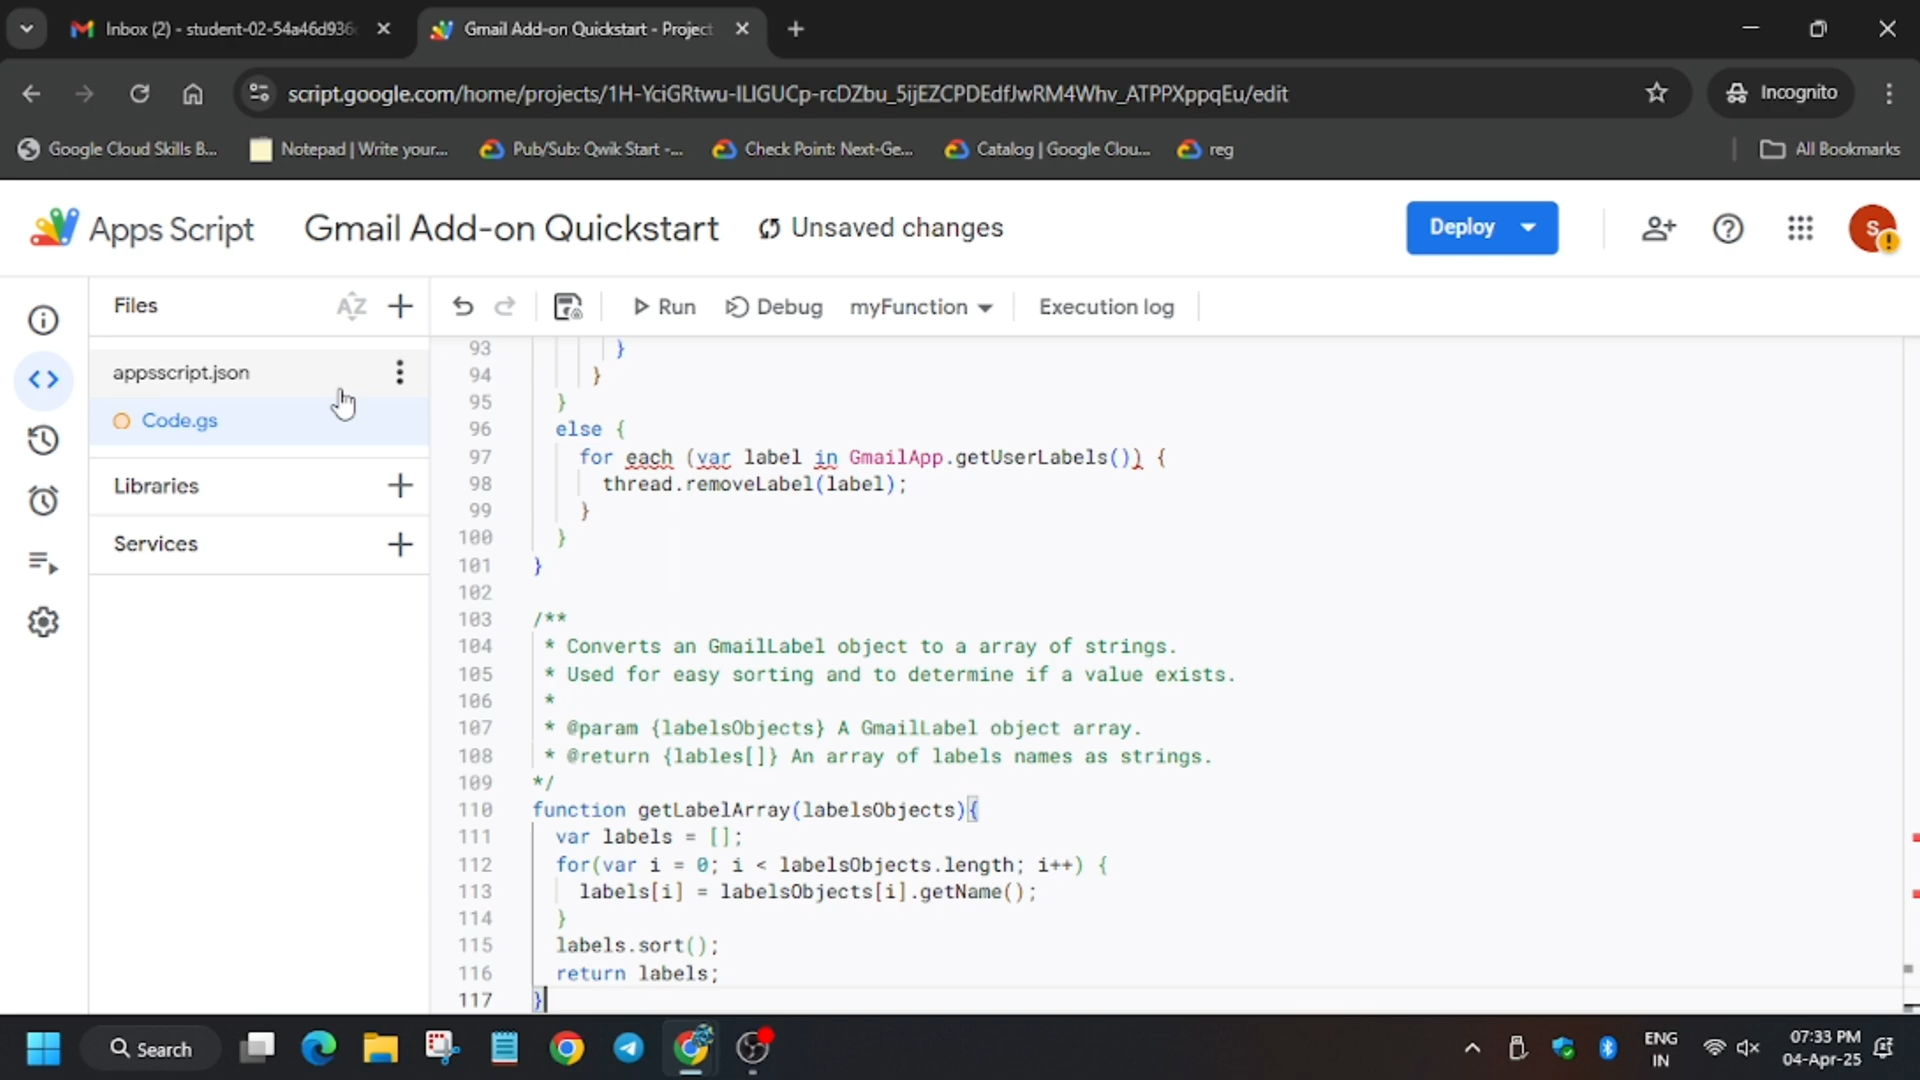 Inbox (2) - student-02-54a46d936
Gmail Add-on Quickstart - Project
script.google.com/home/projects/1H-YciGRtwu-ILlGUCp-rcDZbu_5ijEZCPDEdfJwRM4Whv_ATPPXppqEu/edit
Incognito
Google Cloud Skills B...
Notepad | Write your...
Pub/Sub: Qwik Start -...
Check Point: Next-Ge...
Catalog | Google Clou...
reg
All Bookmarks
Apps Script
Gmail Add-on Quickstart
Unsaved changes
Deploy
S
Files
AZ
Run
Debug
myFunction
Execution log
appsscript.json
Code.gs
Libraries
Services
93 }
94 }
95 }
96 else {
97 for each (var label in GmailApp.getUserLabels()) {
98 thread.removeLabel(label);
99 }
100 }
101 }
102
103 /**
104 * Converts an GmailLabel object to a array of strings.
105 * Used for easy sorting and to determine if a value exists.
106 *
107 * @param {labelsObjects} A GmailLabel object array.
108 * @return {lables[]} An array of labels names as strings.
109 */
110 function getLabelArray(labelsObjects){
111 var labels = [];
112 for(var i = 0; i < labelsObjects.length; i++) {
113 labels[i] = labelsObjects[i].getName();
114 }
115 labels.sort();
116 return labels;
117 }
Search
ENG
IN
07:33 PM
04-Apr-25